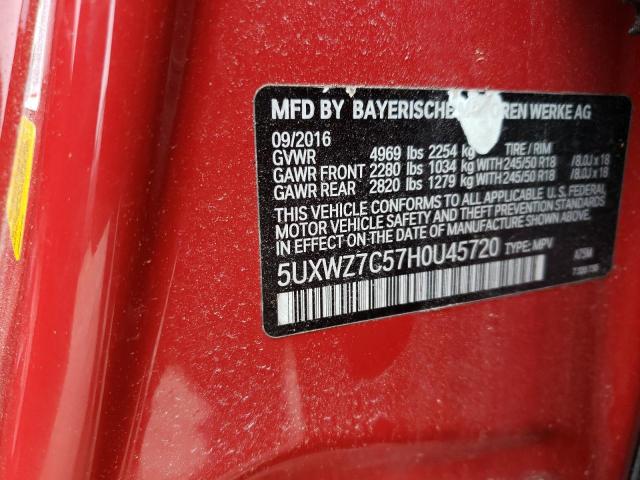 MFD BY BAYERISCHE OREN WERKE AG
09/2016
GVWR 4969 lbs 2254 kg TIRE / RIM
GAWR FRONT 2280 lbs 1034 kg WITH 245/50 R18 /8.0J x 18
GAWR REAR 2820 lbs 1279 kg WITH 245/50 R18 /8.0J x 18
THIS VEHICLE CONFORMS TO ALL APPLICABLE U.S. FEDERAL
MOTOR VEHICLE SAFETY AND THEFT PREVENTION STANDARDS
IN EFFECT ON THE DATE OF MANUFACTURE SHOWN ABOVE.
5UXWZ7C57H0U45720 TYPE: MPV